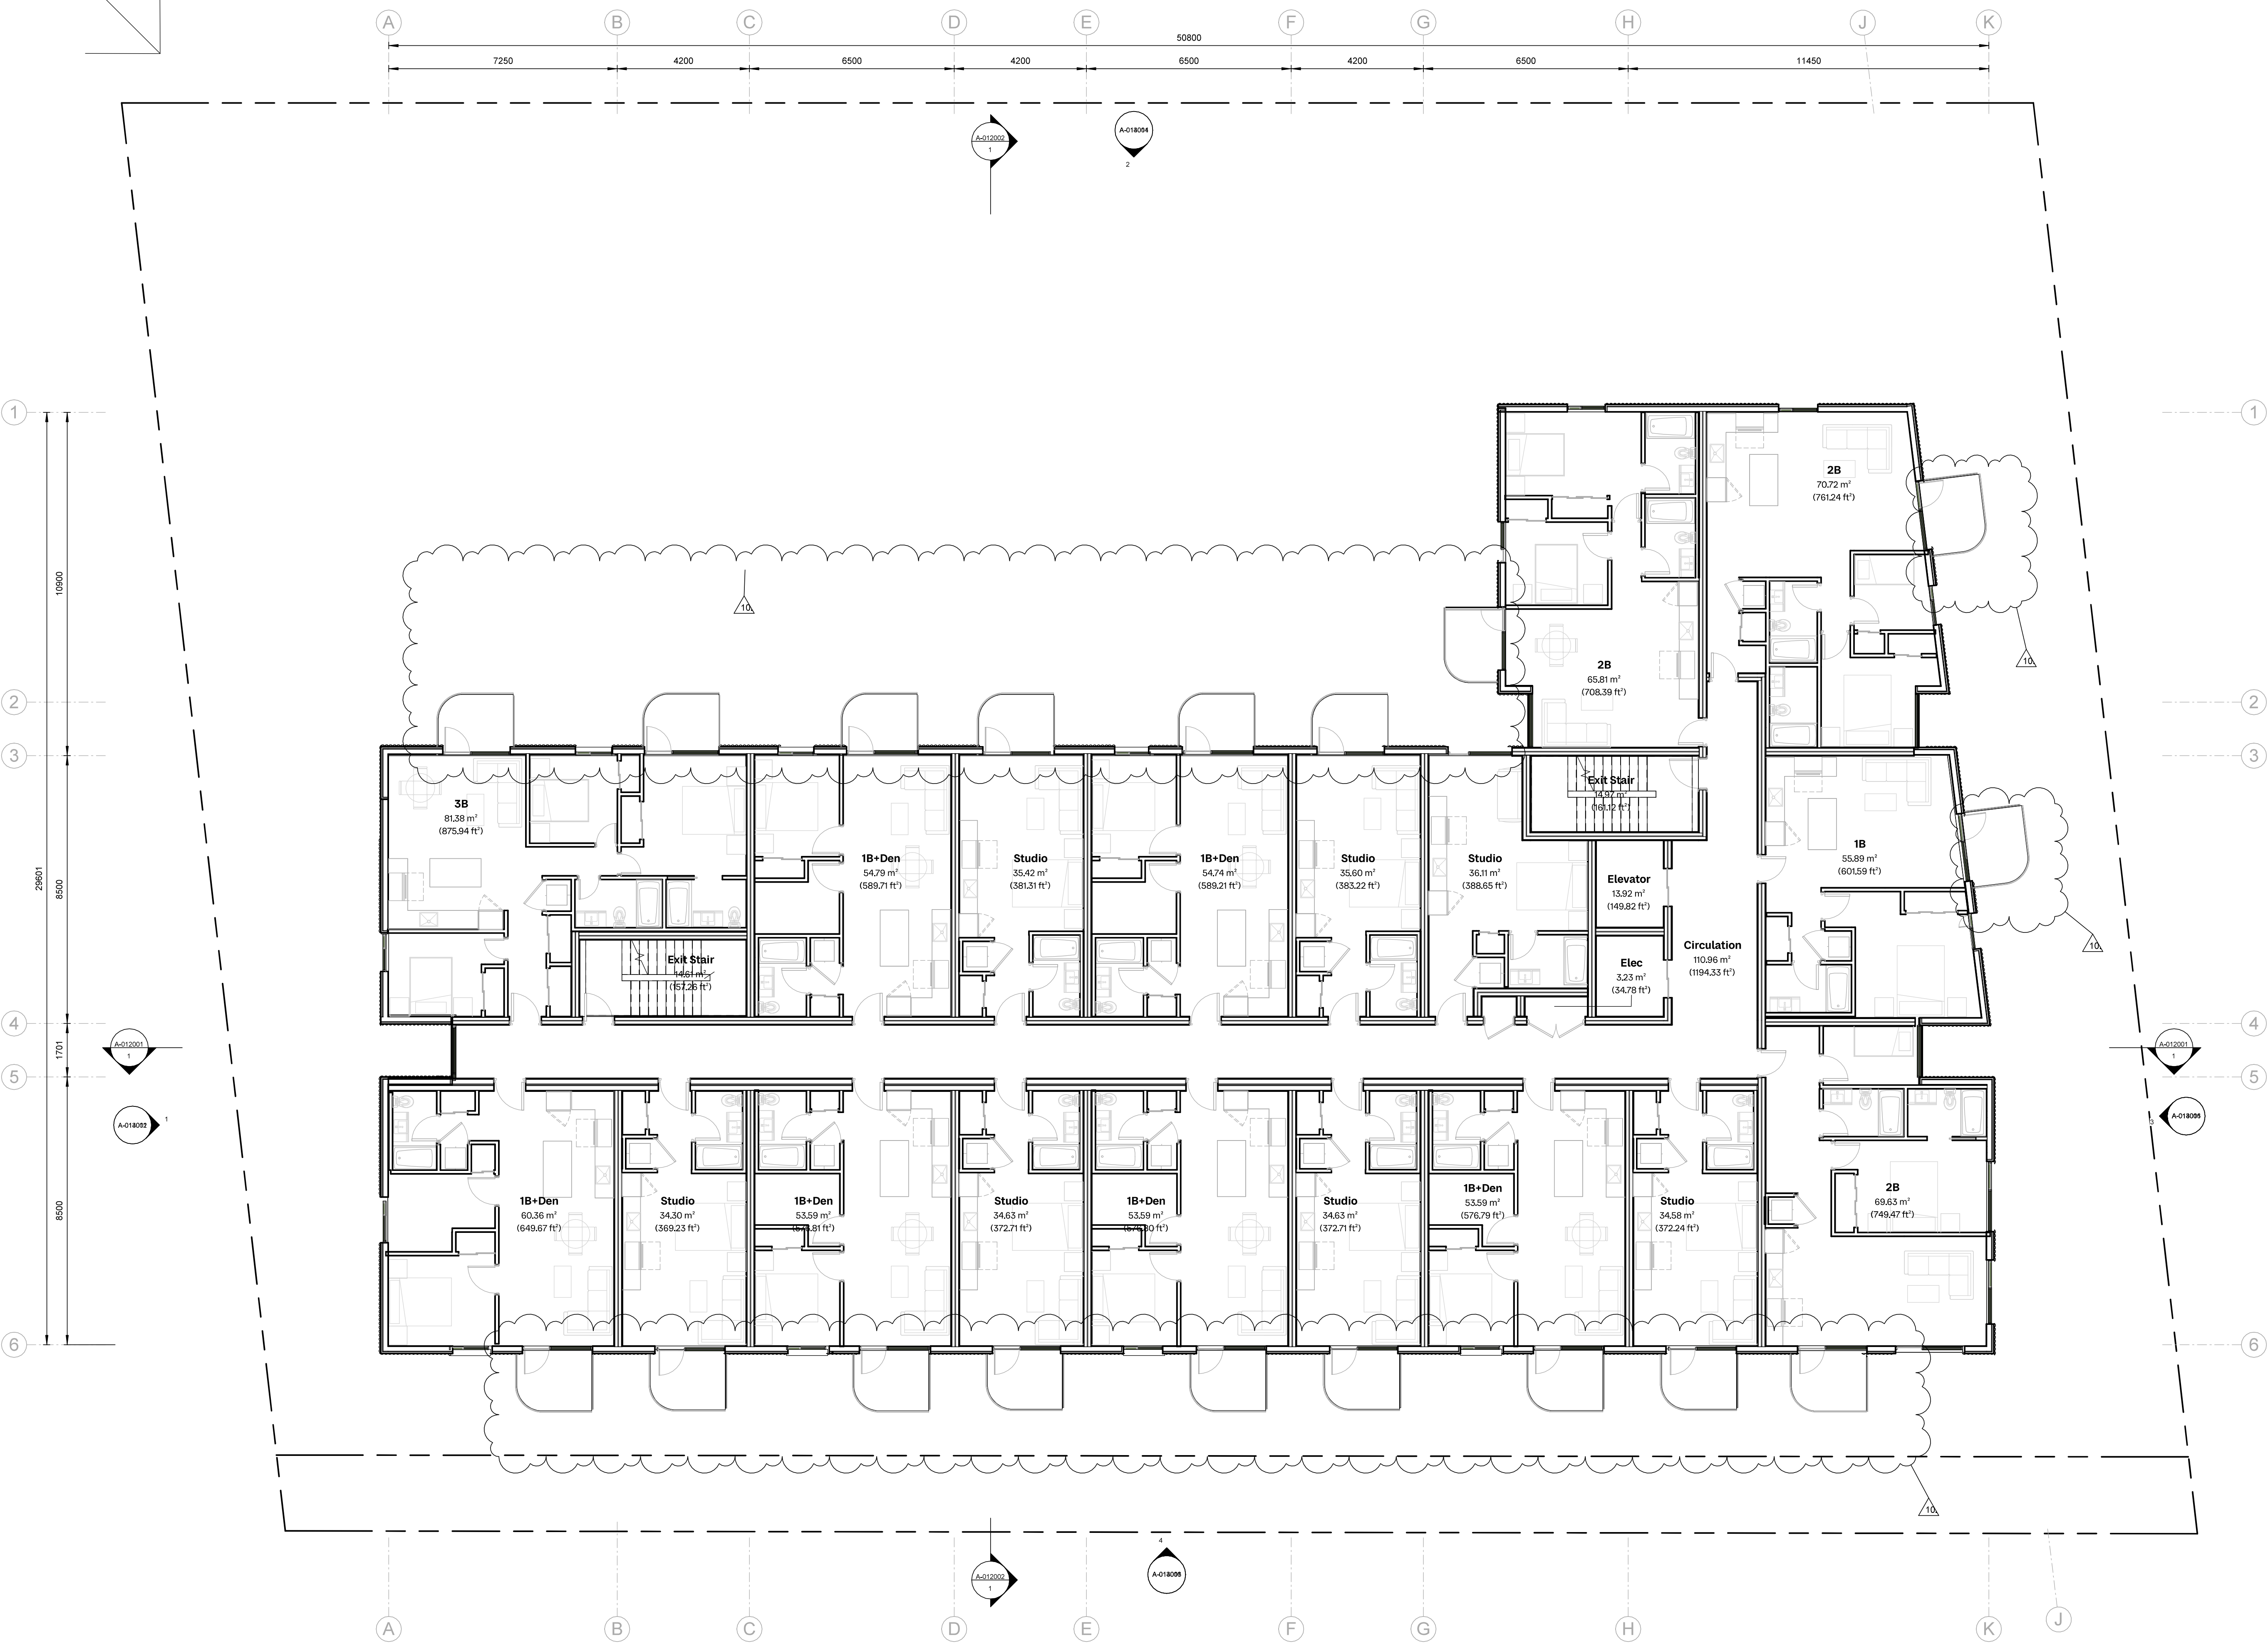 A B C D E F G H J K
50800
7250 4200 6500 4200 6500 4200 6500 11450
A-012002
1
2
1 1
2B
70.72 m²
(761.24 ft²)
10900
10.
2B
65.81 m²
(708.39 ft²)
10.
2 2
3 3
29601
8500
3B
81.38 m²
(875.94 ft²)
1B+Den
54.79 m²
(589.71 ft²)
Studio
35.42 m²
(381.31 ft²)
1B+Den
54.74 m²
(589.21 ft²)
Studio
35.60 m²
(383.22 ft²)
Studio
36.11 m²
(388.65 ft²)
Exit Stair
14.97 m²
(161.12 ft²)
1B
55.89 m²
(601.59 ft²)
Elevator
13.92 m²
(149.82 ft²)
10.
Exit Stair
14.61 m²
(157.26 ft²)
Elec
3.23 m²
(34.78 ft²)
Circulation
110.96 m²
(1194.33 ft²)
4 4
1701
A-012001
1
A-012001
1
5 5
1
3
8500
1B+Den
60.36 m²
(649.67 ft²)
Studio
34.30 m²
(369.23 ft²)
1B+Den
53.59 m²
Studio
34.63 m²
(372.71 ft²)
1B+Den
53.59 m²
Studio
34.63 m²
(372.71 ft²)
1B+Den
53.59 m²
(576.79 ft²)
Studio
34.58 m²
(372.24 ft²)
2B
69.63 m²
(749.47 ft²)
6 6
10.
4
A-012002
1
A B C D E F G H J K